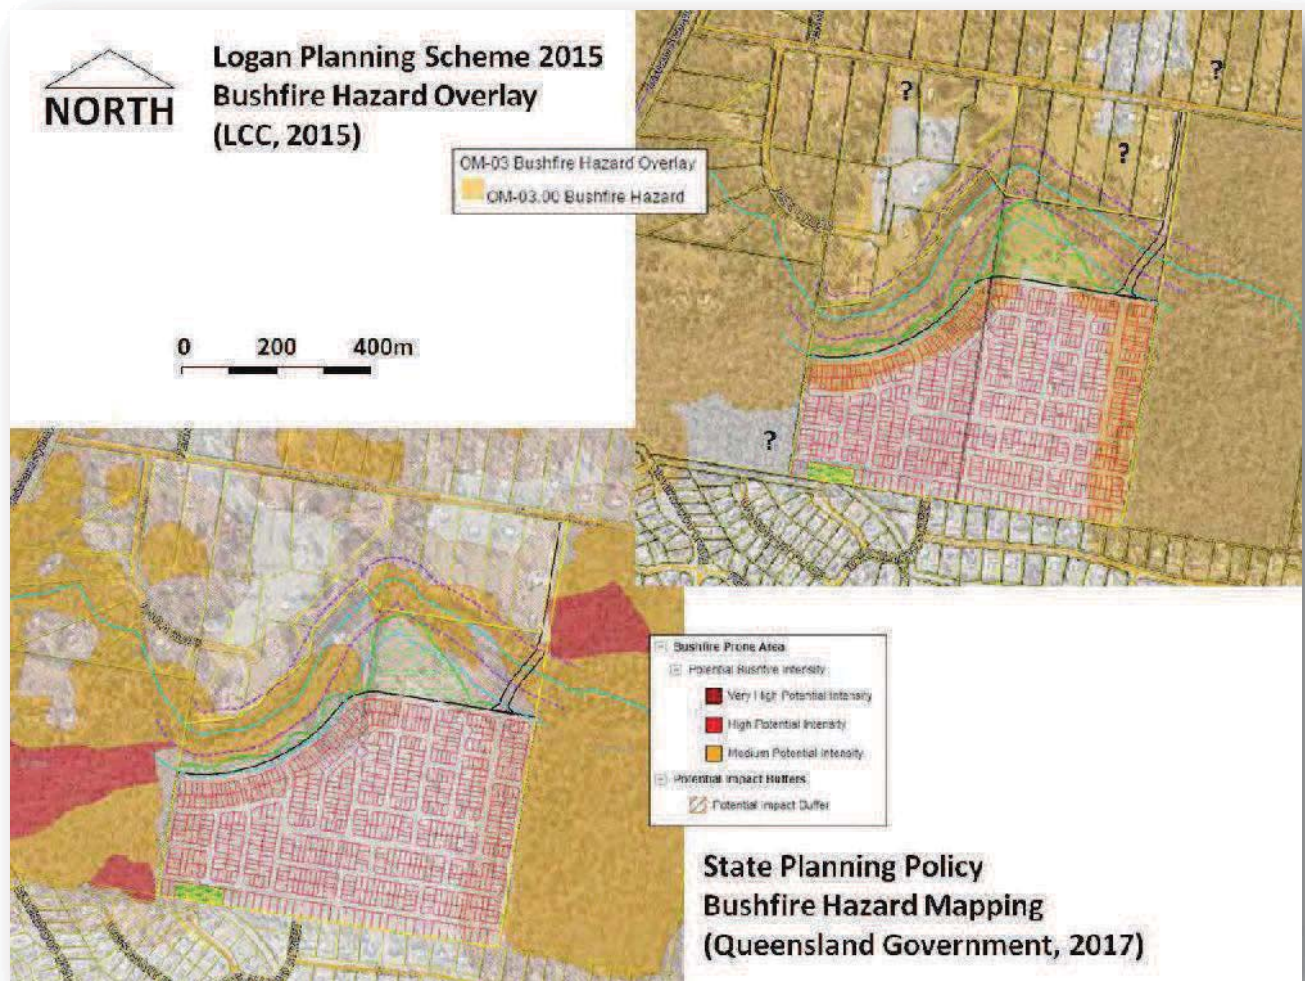 NORTH
Logan Planning Scheme 2015
Bushfire Hazard Overlay
(LCC, 2015)
OM-03 Bushfire Hazard Overlay
OM-03.00 Bushfire Hazard
0 200 400m
?
?
?
?
Bushfire Prone Area
Potential Bushfire Intensity
Very High Potential Intensity
High Potential Intensity
Medium Potential Intensity
Potential Impact Buffers
Potential Impact Buffer
State Planning Policy
Bushfire Hazard Mapping
(Queensland Government, 2017)